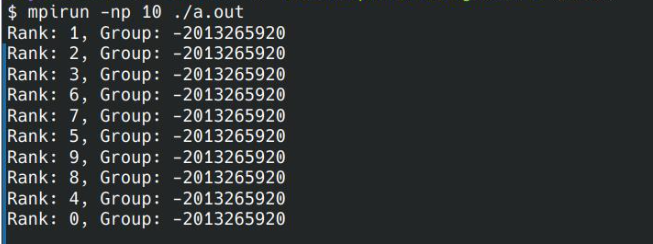 $ mpirun -np 10 ./a.out
Rank: 1, Group: -2013265920
Rank: 2, Group: -2013265920
Rank: 3, Group: -2013265920
Rank: 6, Group: -2013265920
Rank: 7, Group: -2013265920
Rank: 5, Group: -2013265920
Rank: 9, Group: -2013265920
Rank: 8, Group: -2013265920
Rank: 4, Group: -2013265920
Rank: 0, Group: -2013265920